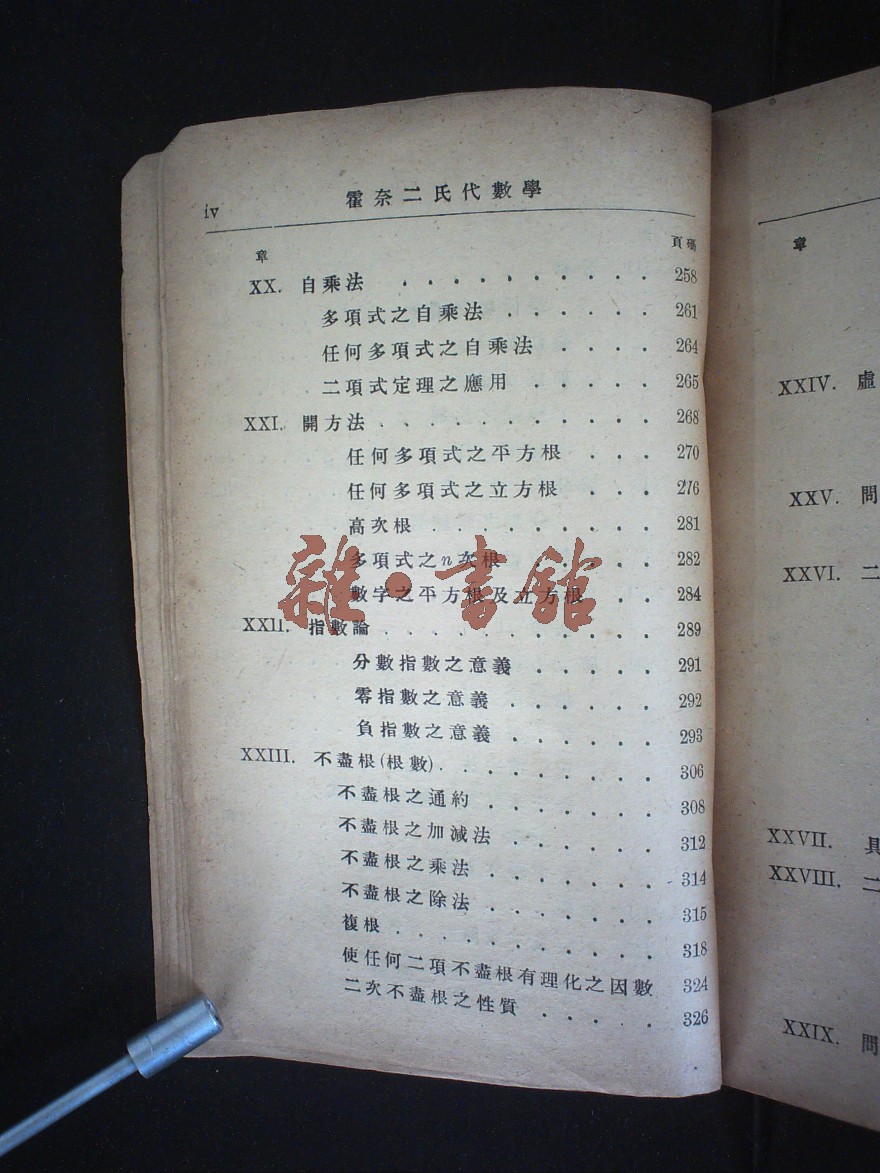 iv 霍奈二氏代數學
章 頁碼
XX. 自乘法 . . . . . . . . . . 258
多項式之自乘法 . . . . . . 261
任何多項式之自乘法 . . . . 264
二項式定理之應用 . . . . . 265
XXI. 開方法 . . . . . . . . . . . 268
任何多項式之平方根 . . . 270
任何多項式之立方根 . . . 276
高次根 . . . . . . . . 281
多項式之n次根 . . . . . 282
數字之平方根及立方根 . . 284
XXII. 指數論 . . . . . . . . . . . 289
分數指數之意義 . . . . . 291
零指數之意義 . . . . . . 292
負指數之意義 . . . . . . 293
XXIII. 不盡根(根數) . . . . . . . . . 306
不盡根之通約 . . . . . . . 308
不盡根之加減法 . . . . . . 312
不盡根之乘法 . . . . . . . 314
不盡根之除法 . . . . . . . 315
複根 . . . . . . . . . . 318
使任何二項不盡根有理化之因數 324
二次不盡根之性質 . . . . . 326
雜·書館
章
XXIV. 虛
XXV. 問
XXVI. 二
XXVII. 具
XXVIII. 二
XXIX. 問